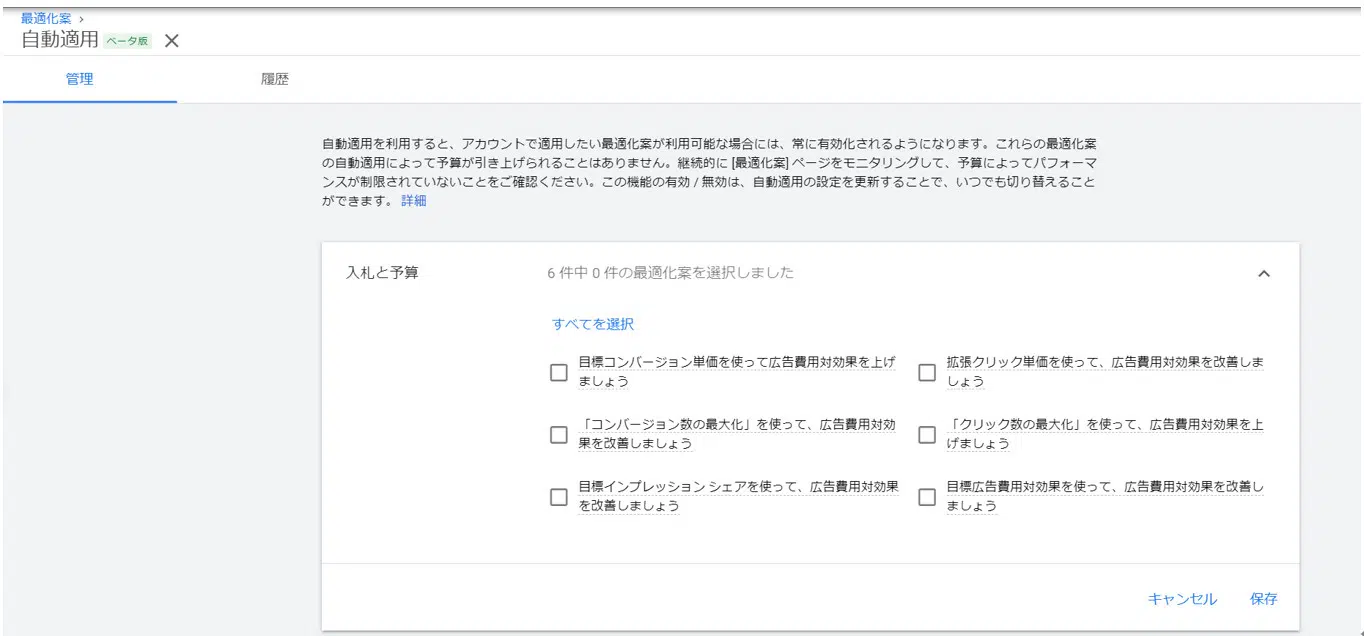 最適化案 ›
自動適用 ベータ版 ×
管理 履歴
自動適用を利用すると、アカウントで適用したい最適化案が利用可能な場合には、常に有効化されるようになります。これらの最適化案
の自動適用によって予算が引き上げられることはありません。継続的に [最適化案] ページをモニタリングして、予算によってパフォーマ
ンスが制限されていないことをご確認ください。この機能の有効 / 無効は、自動適用の設定を更新することで、いつでも切り替えること
ができます。 詳細
入札と予算 6 件中 0 件の最適化案を選択しました
すべてを選択
目標コンバージョン単価を使って広告費用対効果を上げ
ましょう
拡張クリック単価を使って、広告費用対効果を改善しま
しょう
「コンバージョン数の最大化」を使って、広告費用対効
果を改善しましょう
「クリック数の最大化」を使って、広告費用対効果を上
げましょう
目標インプレッション シェアを使って、広告費用対効果
を改善しましょう
目標広告費用対効果を使って、広告費用対効果を改善し
ましょう
キャンセル 保存